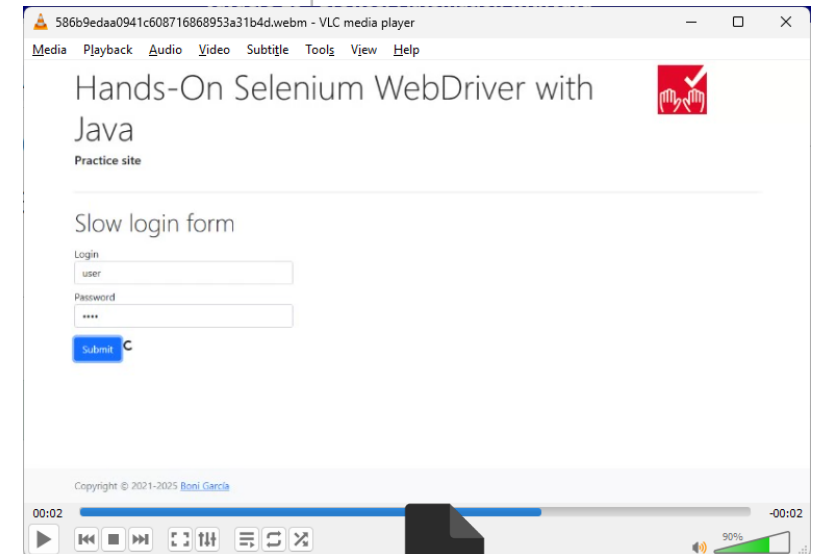 586b9edaa0941c608716868953a31b4d.webm - VLC media player
Media Playback Audio Video Subtitle Tools View Help
Hands-On Selenium WebDriver with
Java
Practice site
Slow login form
Login
user
Password
••••
Submit
Copyright © 2021-2025 Boni García
00:02 -00:02
90%